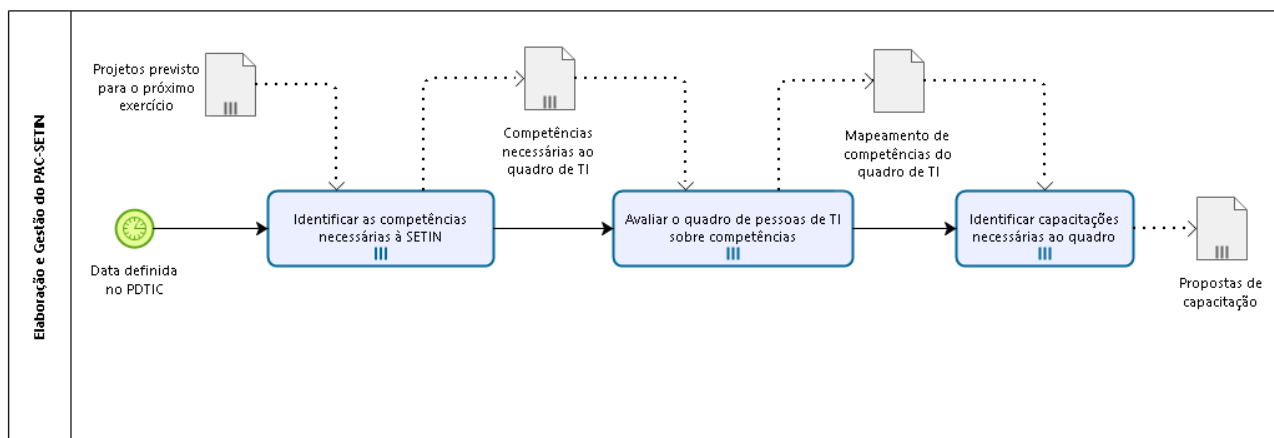 Elaboração e Gestão do PAC-SETIN
Projetos previsto
para o próximo
exercício
Competências
necessárias ao
quadro de TI
Mapeamento de
competências do
quadro de TI
Data definida
no PDTIC
Identificar as competências
necessárias à SETIN
Avaliar o quadro de pessoas de TI
sobre competências
Identificar capacitações
necessárias ao quadro
Propostas de
capacitação